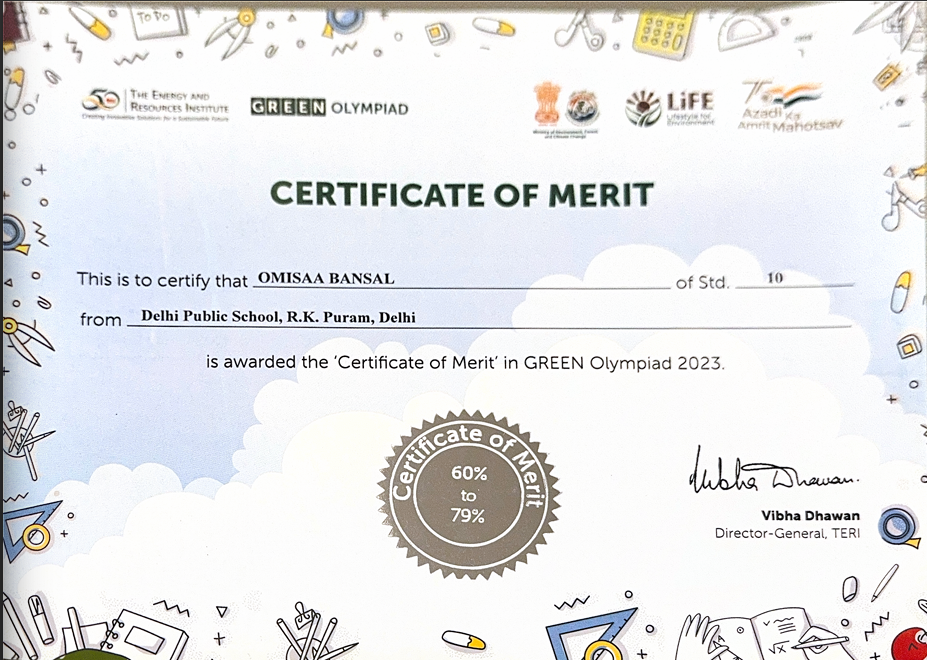 TO DO
50 THE ENERGY AND
RESOURCES INSTITUTE
Creating Innovative Solutions for a Sustainable Future
GREEN OLYMPIAD
Ministry of Environment, Forest
and Climate Change
LiFE
Lifestyle for
Environment
75
Azadi Ka
Amrit Mahotsav
CERTIFICATE OF MERIT
This is to certify that OMISAA BANSAL of Std. 10
from Delhi Public School, R.K. Puram, Delhi
is awarded the 'Certificate of Merit' in GREEN Olympiad 2023.
Certificate of Merit
60%
to
79%
Vibha Dhawan.
Vibha Dhawan
Director-General, TERI
√x